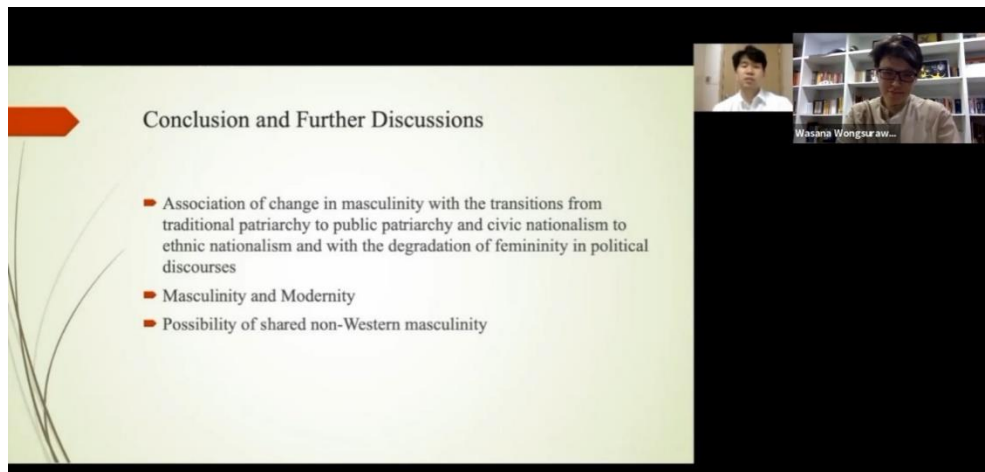 Conclusion and Further Discussions
Association of change in masculinity with the transitions from
traditional patriarchy to public patriarchy and civic nationalism to
ethnic nationalism and with the degradation of femininity in political
discourses
Masculinity and Modernity
Possibility of shared non-Western masculinity
Wasana Wongsuraw...